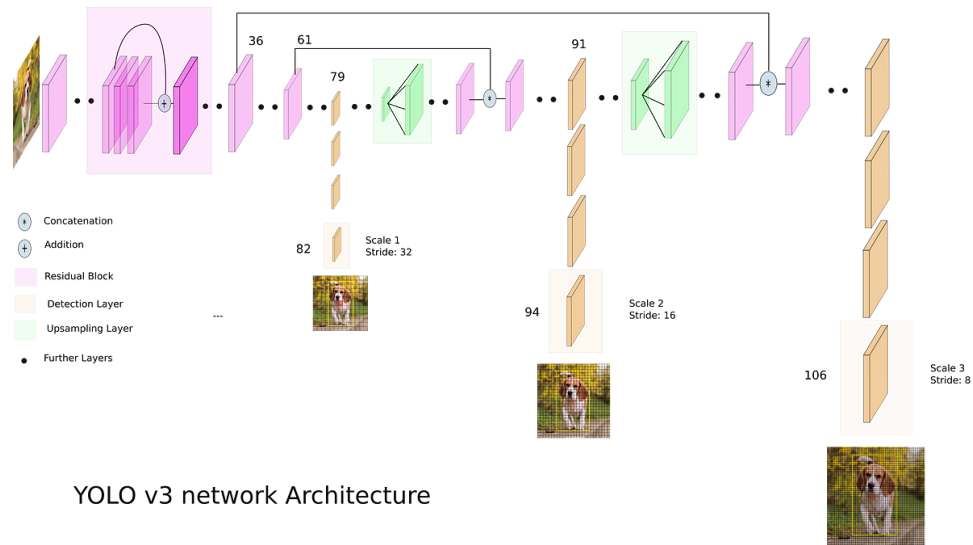 36
61
79
91
Concatenation
Addition
Residual Block
Detection Layer
Upsampling Layer
Further Layers
---
82
Scale 1
Stride: 32
94
Scale 2
Stride: 16
106
Scale 3
Stride: 8
YOLO v3 network Architecture